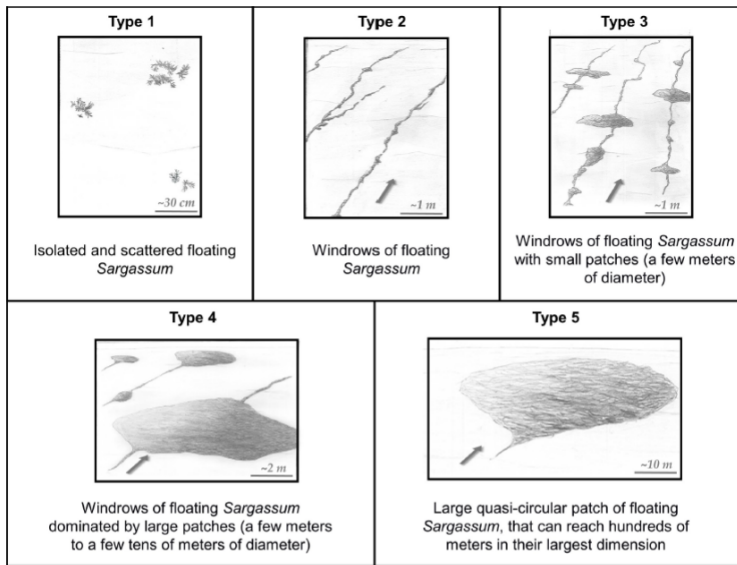 Type 1
~30 cm
Isolated and scattered floating
Sargassum
Type 2
~1 m
Windrows of floating
Sargassum
Type 3
~1 m
Windrows of floating Sargassum
with small patches (a few meters
of diameter)
Type 4
~2 m
Windrows of floating Sargassum
dominated by large patches (a few meters
to a few tens of meters of diameter)
Type 5
~10 m
Large quasi-circular patch of floating
Sargassum, that can reach hundreds of
meters in their largest dimension